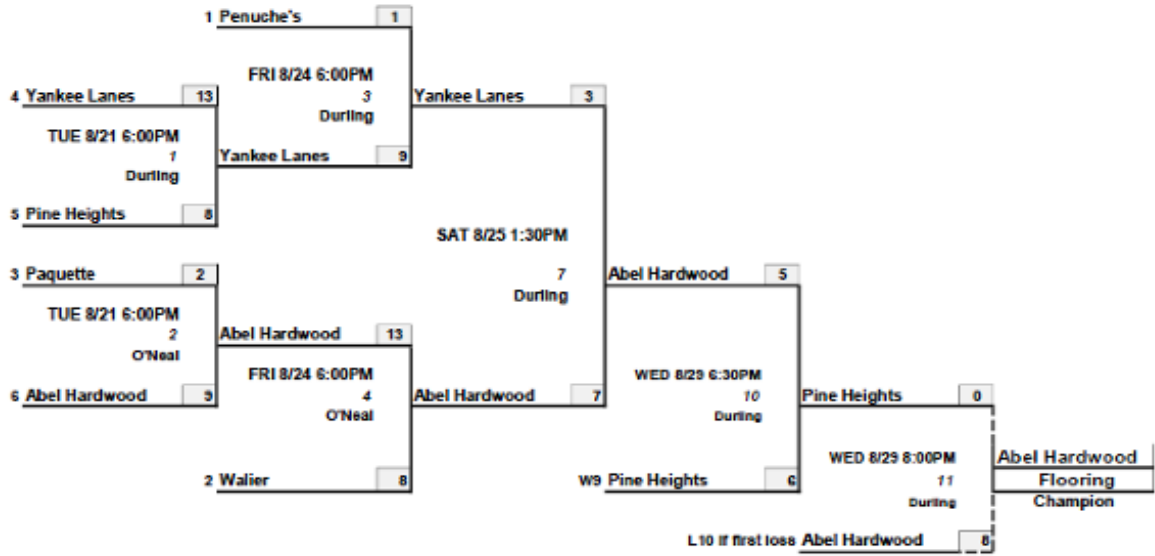 1 Penuche's 1
FRI 8/24 6:00PM
4 Yankee Lanes 13
3
Yankee Lanes 3
Durling
TUE 8/21 6:00PM
1
Yankee Lanes 9
Durling
5 Pine Heights 8
SAT 8/25 1:30PM
3 Paquette 2
7
Abel Hardwood 5
Durling
TUE 8/21 6:00PM
2
Abel Hardwood 13
O'Neal
FRI 8/24 6:00PM
WED 8/29 6:30PM
6 Abel Hardwood 9
4
Abel Hardwood 7
10
Pine Heights 0
O'Neal
Durling
WED 8/29 8:00PM
Abel Hardwood
2 Walier 8
W9 Pine Heights 6
11
Flooring
Durling
Champion
L10 if first loss Abel Hardwood 8